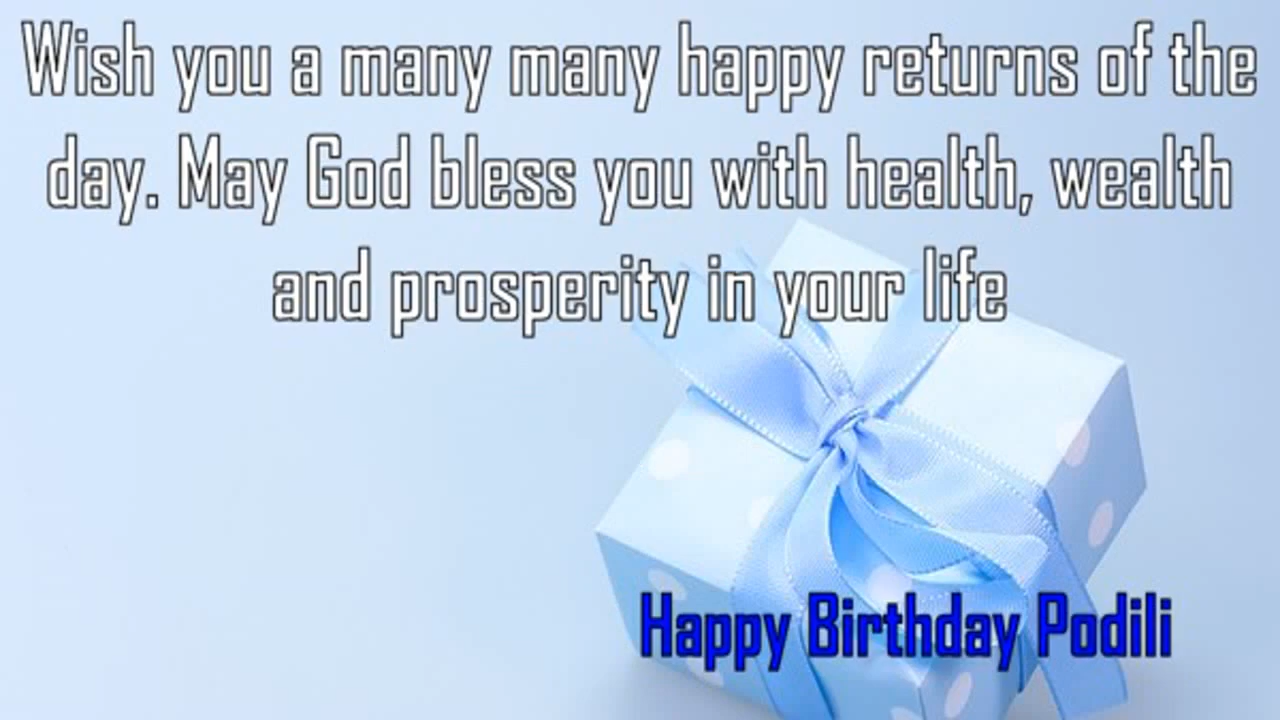 Wish you a many many happy returns of the
day. May God bless you with health, wealth
and prosperity in your life
Happy Birthday Podili